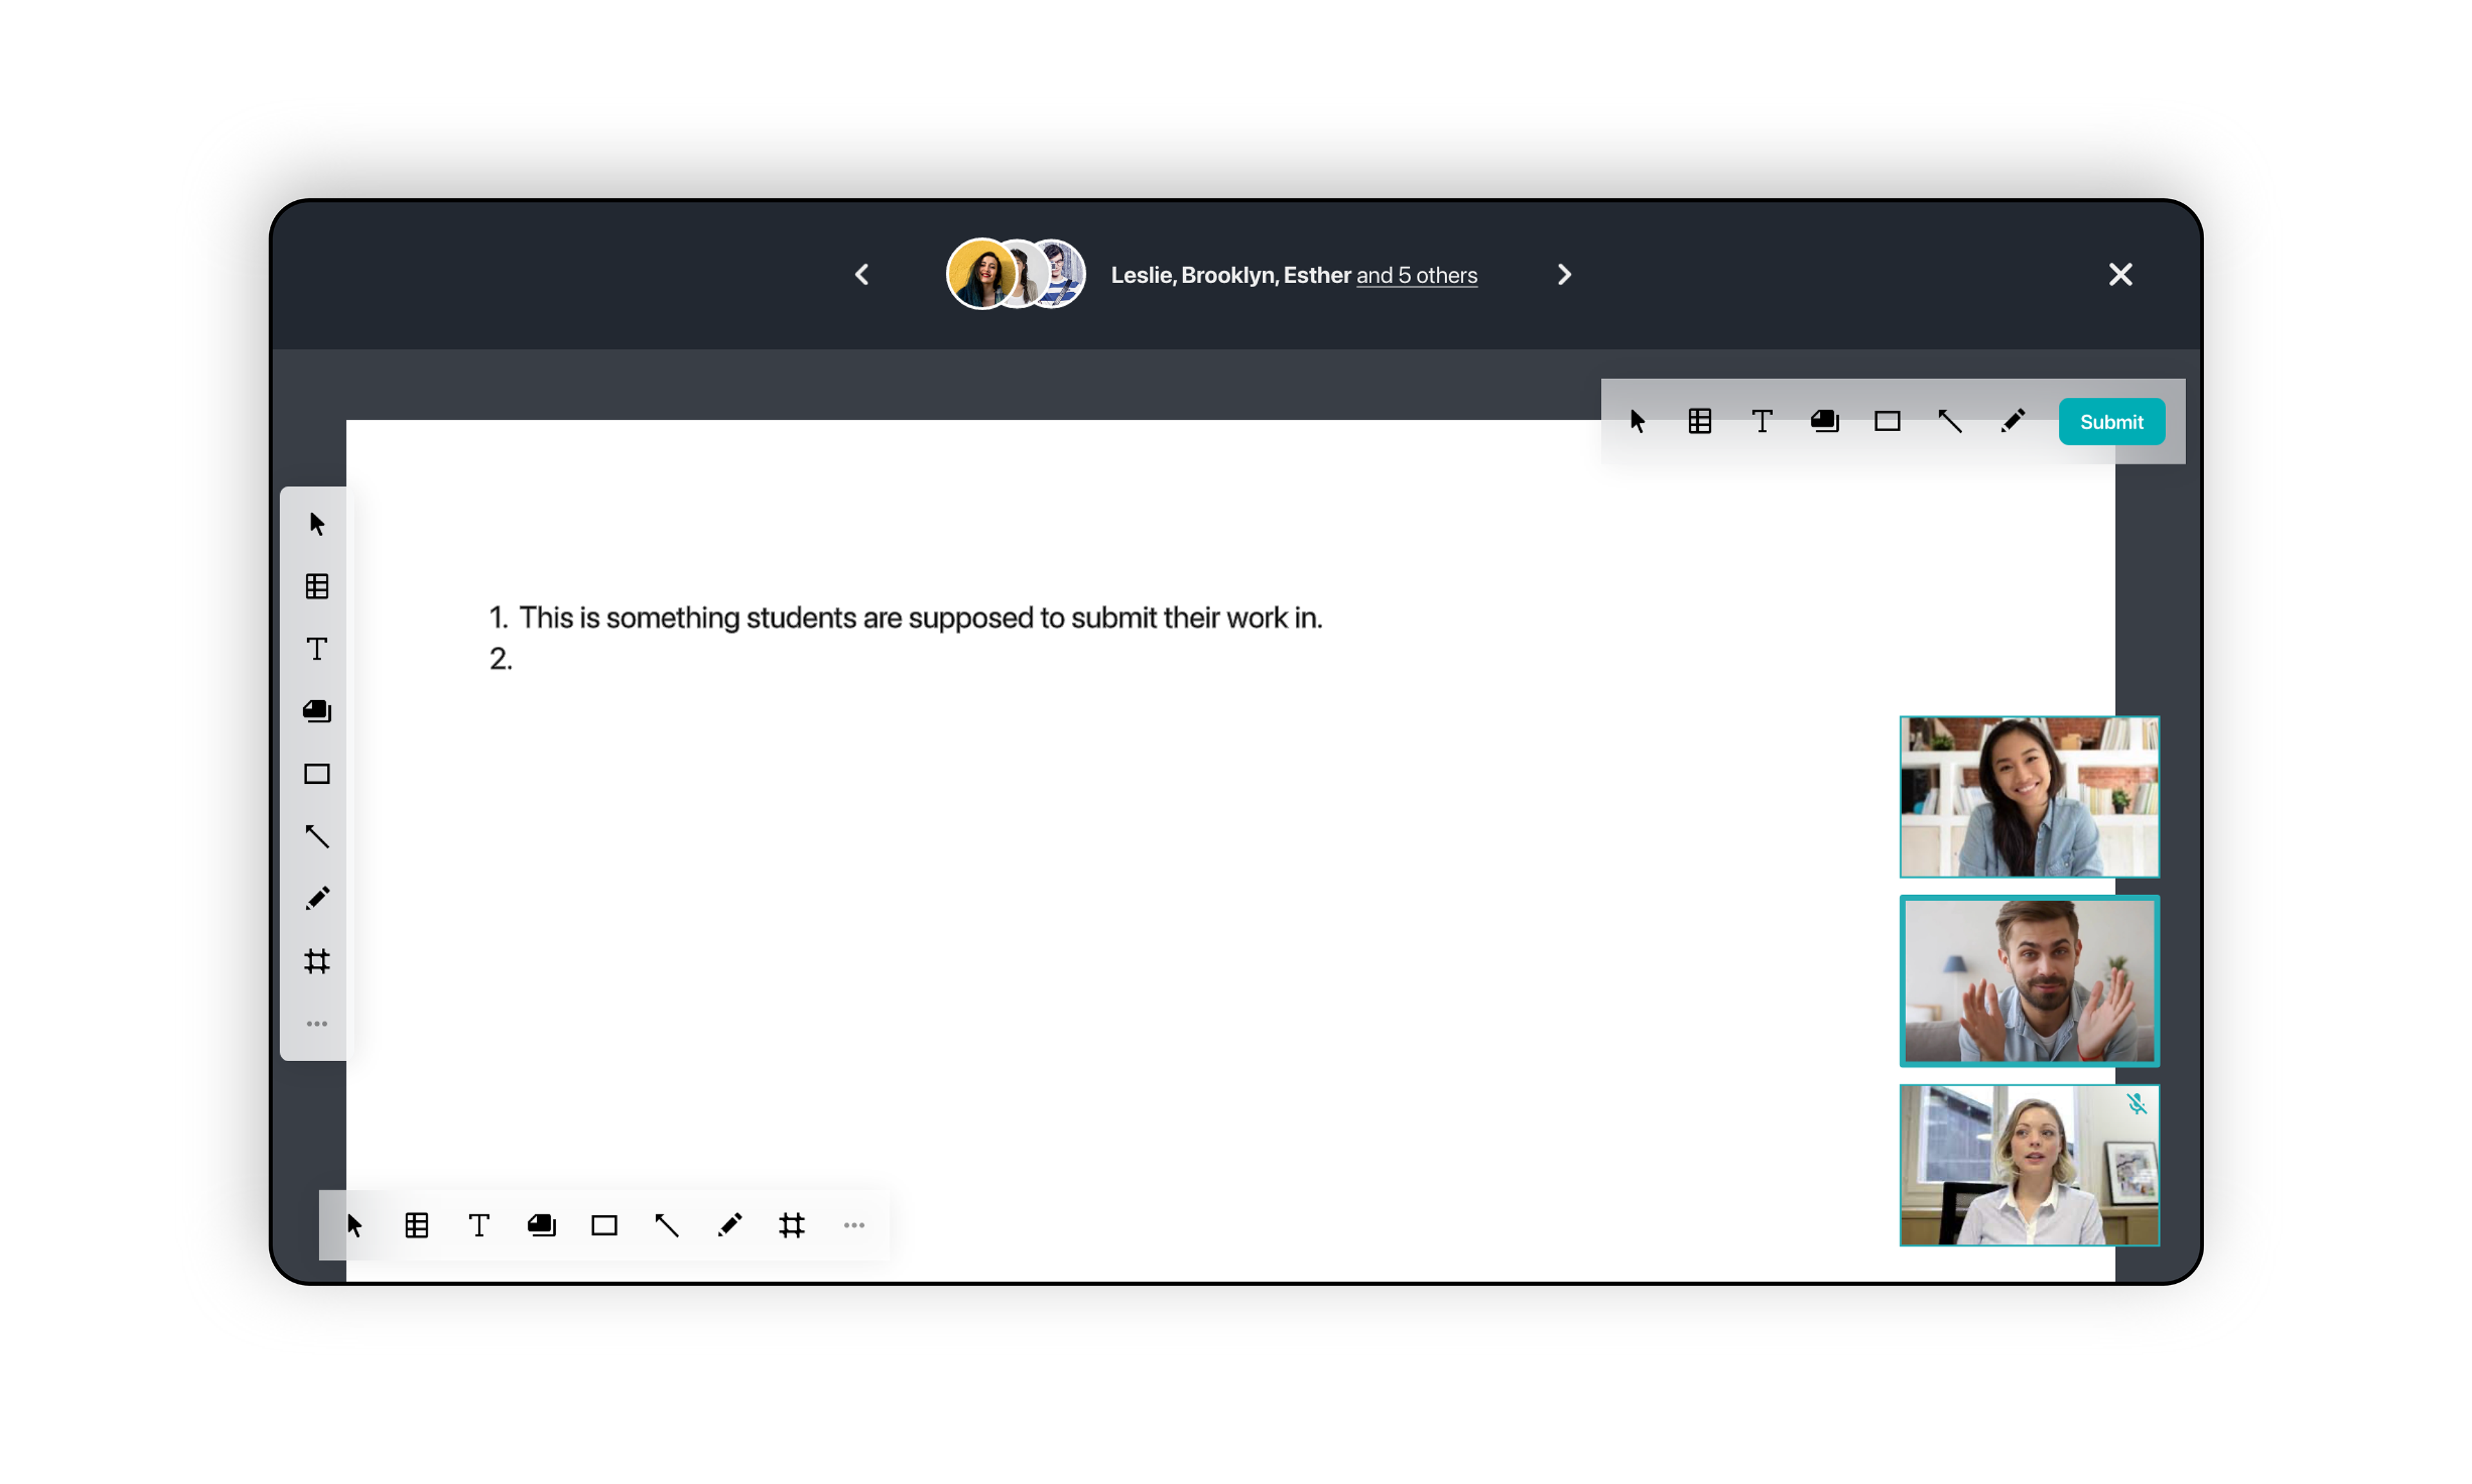 Leslie, Brooklyn, Esther and 5 others
Submit
1. This is something students are supposed to submit their work in.
2.